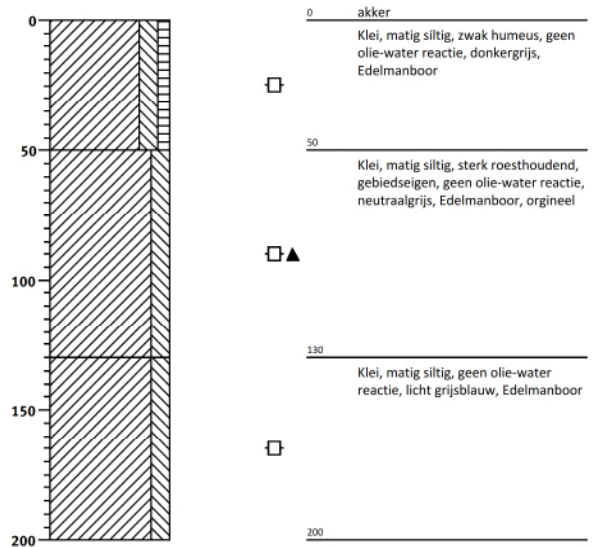 0
50
100
150
200
0 akker
Klei, matig siltig, zwak humeus, geen
olie-water reactie, donkergrijs,
Edelmanboor
50
Klei, matig siltig, sterk roesthoudend,
gebiedseigen, geen olie-water reactie,
neutraalgrijs, Edelmanboor, orgineel
130
Klei, matig siltig, geen olie-water
reactie, licht grijsblauw, Edelmanboor
200